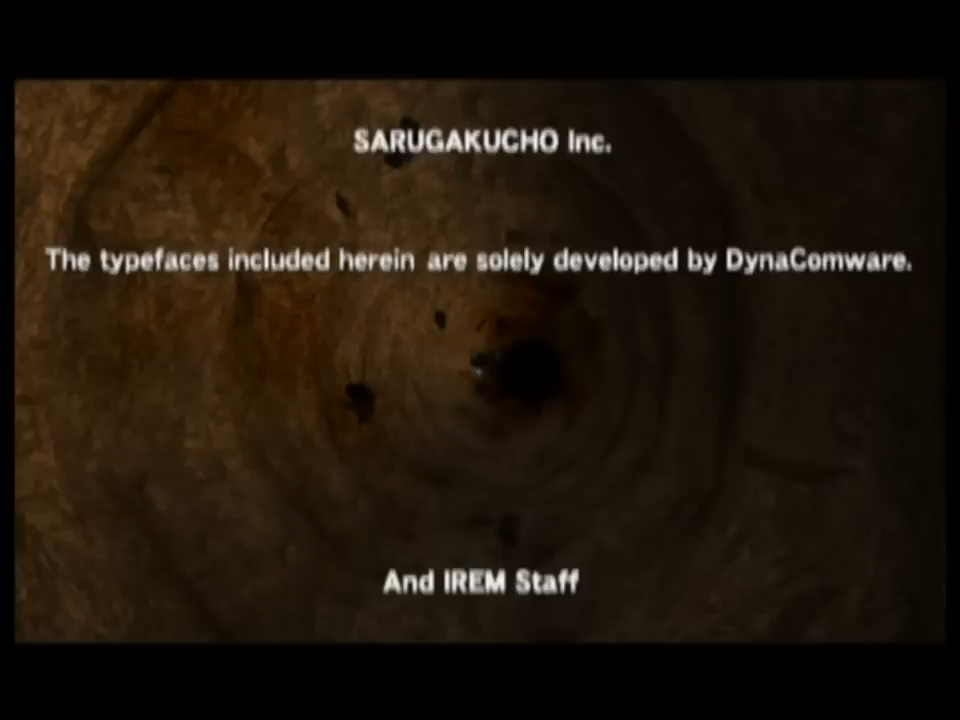 SARUGAKUCHO Inc.
The typefaces included herein are solely developed by DynaComware.
And IREM Staff